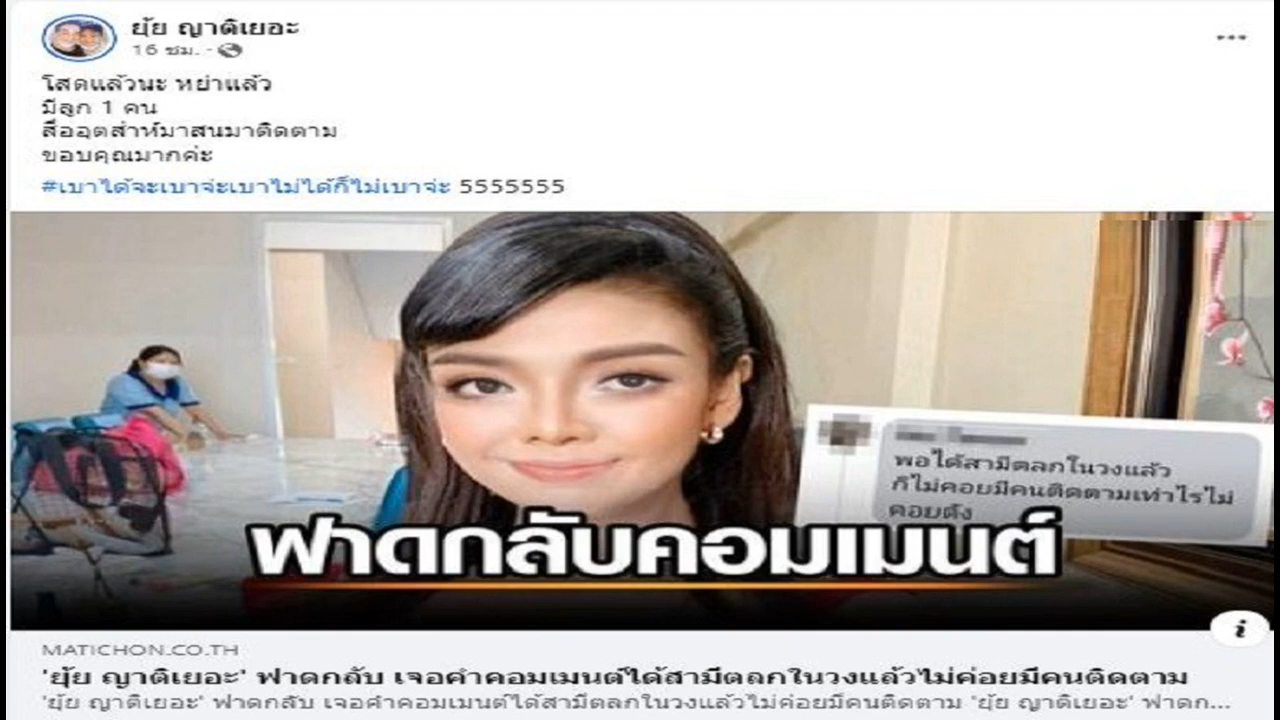 ยุ้ย ญาติเยอะ
16 ชม. ·
โสดแล้วนะ หย่าแล้ว
มีลูก 1 คน
สื่ออุตส่าห์มาสนมาติดตาม
ขอบคุณมากค่ะ
#เบาได้จะเบาจ่ะเบาไม่ได้ก็ไม่เบาจ่ะ 5555555
พอได้สามีตลกในวงแล้ว
ก็ไม่คอยมีคนติดตามเท่าไรไม่
คอยดัง
ฟาดกลับคอมเมนต์
MATICHON.CO.TH
'ยุ้ย ญาติเยอะ' ฟาดกลับ เจอคำคอมเมนต์ได้สามีตลกในวงแล้วไม่ค่อยมีคนติดตาม
'ยุ้ย ญาติเยอะ' ฟาดกลับ เจอคำคอมเมนต์ได้สามีตลกในวงแล้วไม่ค่อยมีคนติดตาม 'ยุ้ย ญาติเยอะ' ฟาดก...